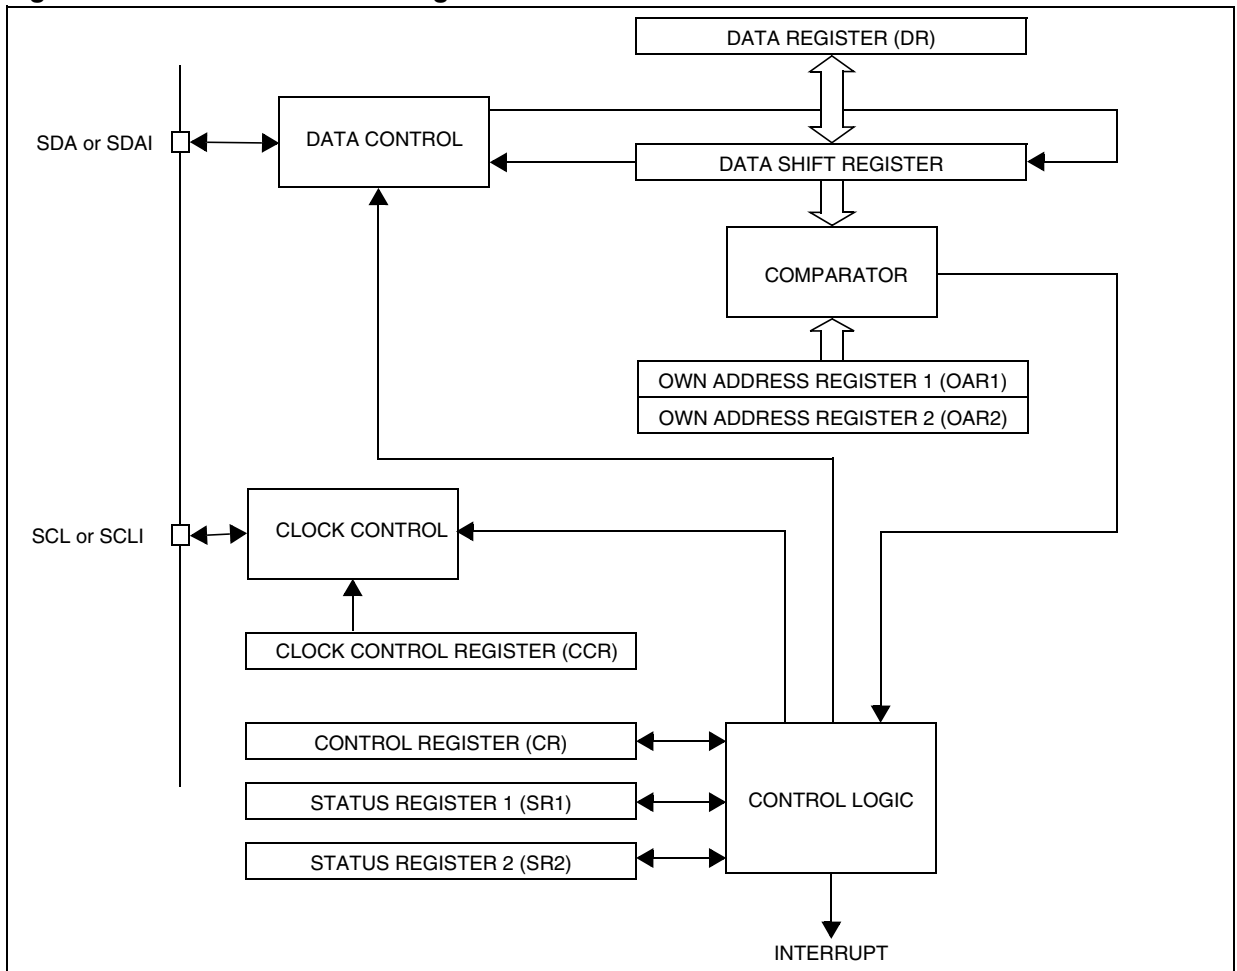 DATA REGISTER (DR)
SDA or SDAI
DATA CONTROL
DATA SHIFT REGISTER
COMPARATOR
OWN ADDRESS REGISTER 1 (OAR1)
OWN ADDRESS REGISTER 2 (OAR2)
SCL or SCLI
CLOCK CONTROL
CLOCK CONTROL REGISTER (CCR)
CONTROL REGISTER (CR)
STATUS REGISTER 1 (SR1)
CONTROL LOGIC
STATUS REGISTER 2 (SR2)
INTERRUPT